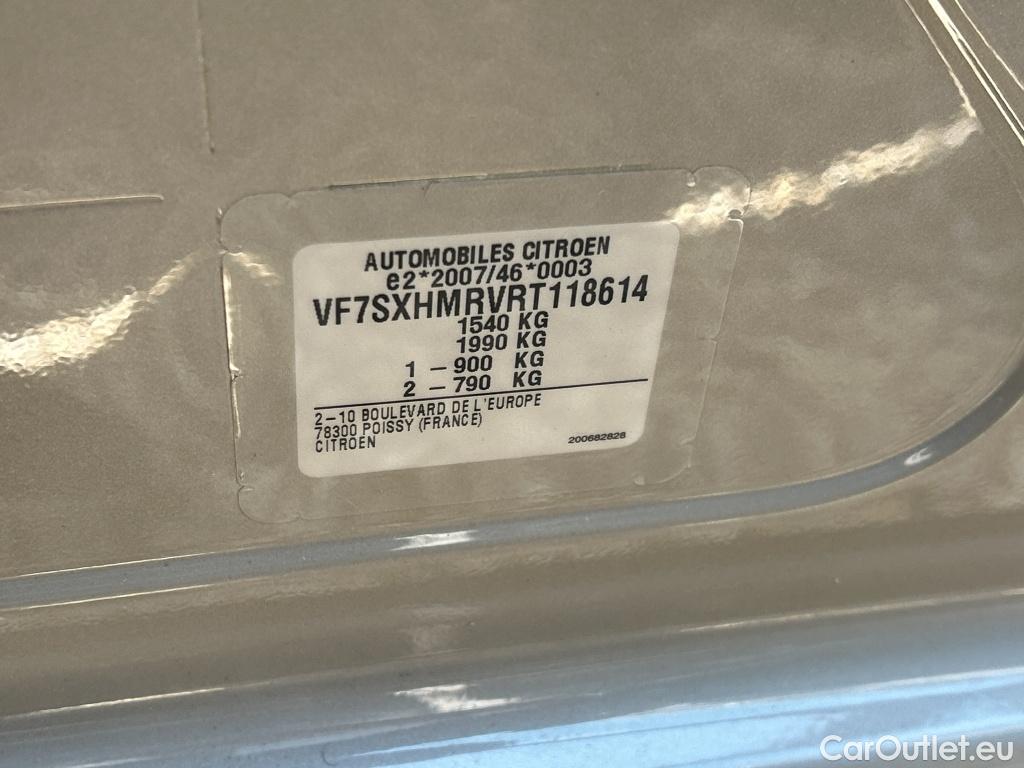 AUTOMOBILES CITROEN
e2*2007/46*0003
VF7SXHMRVRT118614
1540 KG
1990 KG
1 – 900 KG
2 – 790 KG
2–10 BOULEVARD DE L'EUROPE
78300 POISSY (FRANCE)
CITROEN
200682828
CarOutlet.eu